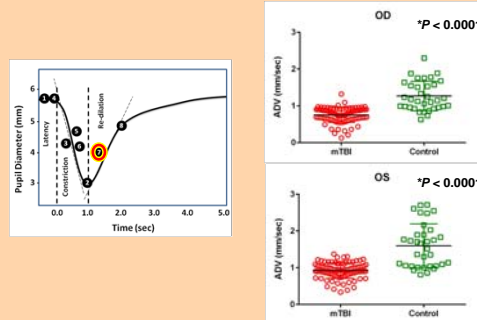 Pupil Diameter (mm)
6
5
4
3
Latency
Constriction
Re-dilation
1
6
3
4
6
2
7
8
0.0 1.0 2.0 3.0 4.0 5.0
Time (sec)
OD
*P < 0.0001
ADV (mm/sec)
3
2
1
0
mTBI Control
OS
*P < 0.0001
ADV (mm/sec)
3
2
1
0
mTBI Control